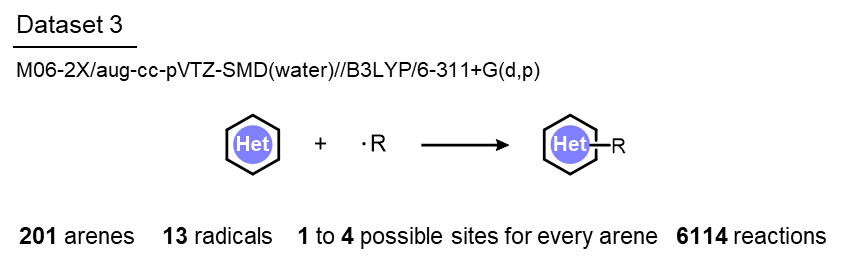 Dataset 3
M06-2X/aug-cc-pVTZ-SMD(water)//B3LYP/6-311+G(d,p)
Het + ·R Het R
201 arenes 13 radicals 1 to 4 possible sites for every arene 6114 reactions